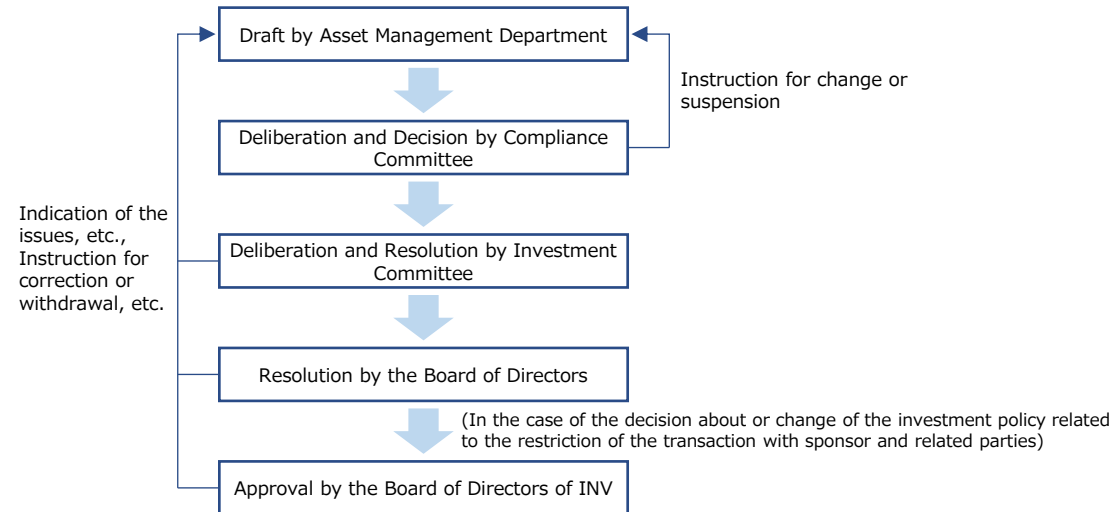 Draft by Asset Management Department
Instruction for change or
suspension
Deliberation and Decision by Compliance
Committee
Indication of the
issues, etc.,
Instruction for
correction or
withdrawal, etc.
Deliberation and Resolution by Investment
Committee
Resolution by the Board of Directors
(In the case of the decision about or change of the investment policy related
to the restriction of the transaction with sponsor and related parties)
Approval by the Board of Directors of INV